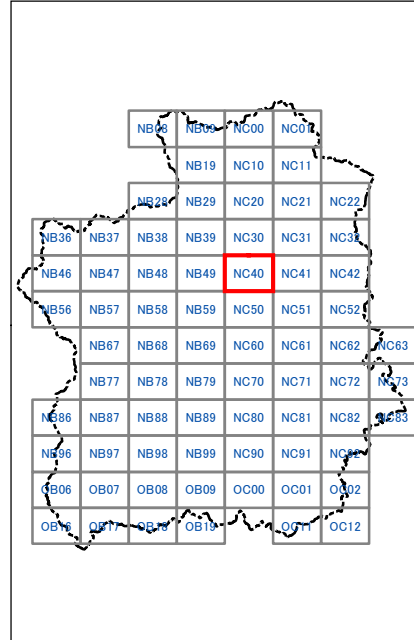 NB08 NB09 NC00 NC01
NB19 NC10 NC11
NB28 NB29 NC20 NC21 NC22
NB36 NB37 NB38 NB39 NC30 NC31 NC32
NB46 NB47 NB48 NB49 NC40 NC41 NC42
NB56 NB57 NB58 NB59 NC50 NC51 NC52
NB67 NB68 NB69 NC60 NC61 NC62 NC63
NB77 NB78 NB79 NC70 NC71 NC72 NC73
NB86 NB87 NB88 NB89 NC80 NC81 NC82 NC83
NB96 NB97 NB98 NB99 NC90 NC91 NC92
OB06 OB07 OB08 OB09 OC00 OC01 OC02
OB16 OB17 OB18 OB19 OC11 OC12